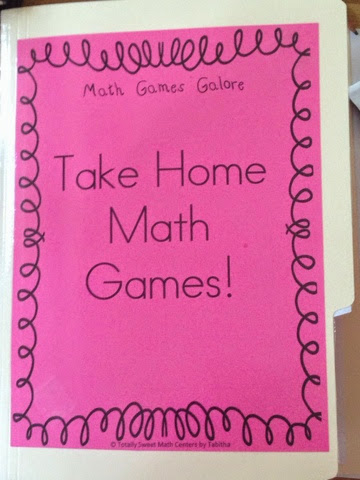 Math Games Galore
Take Home
Math
Games!
© Totally Sweet Math Centers by Tabitha